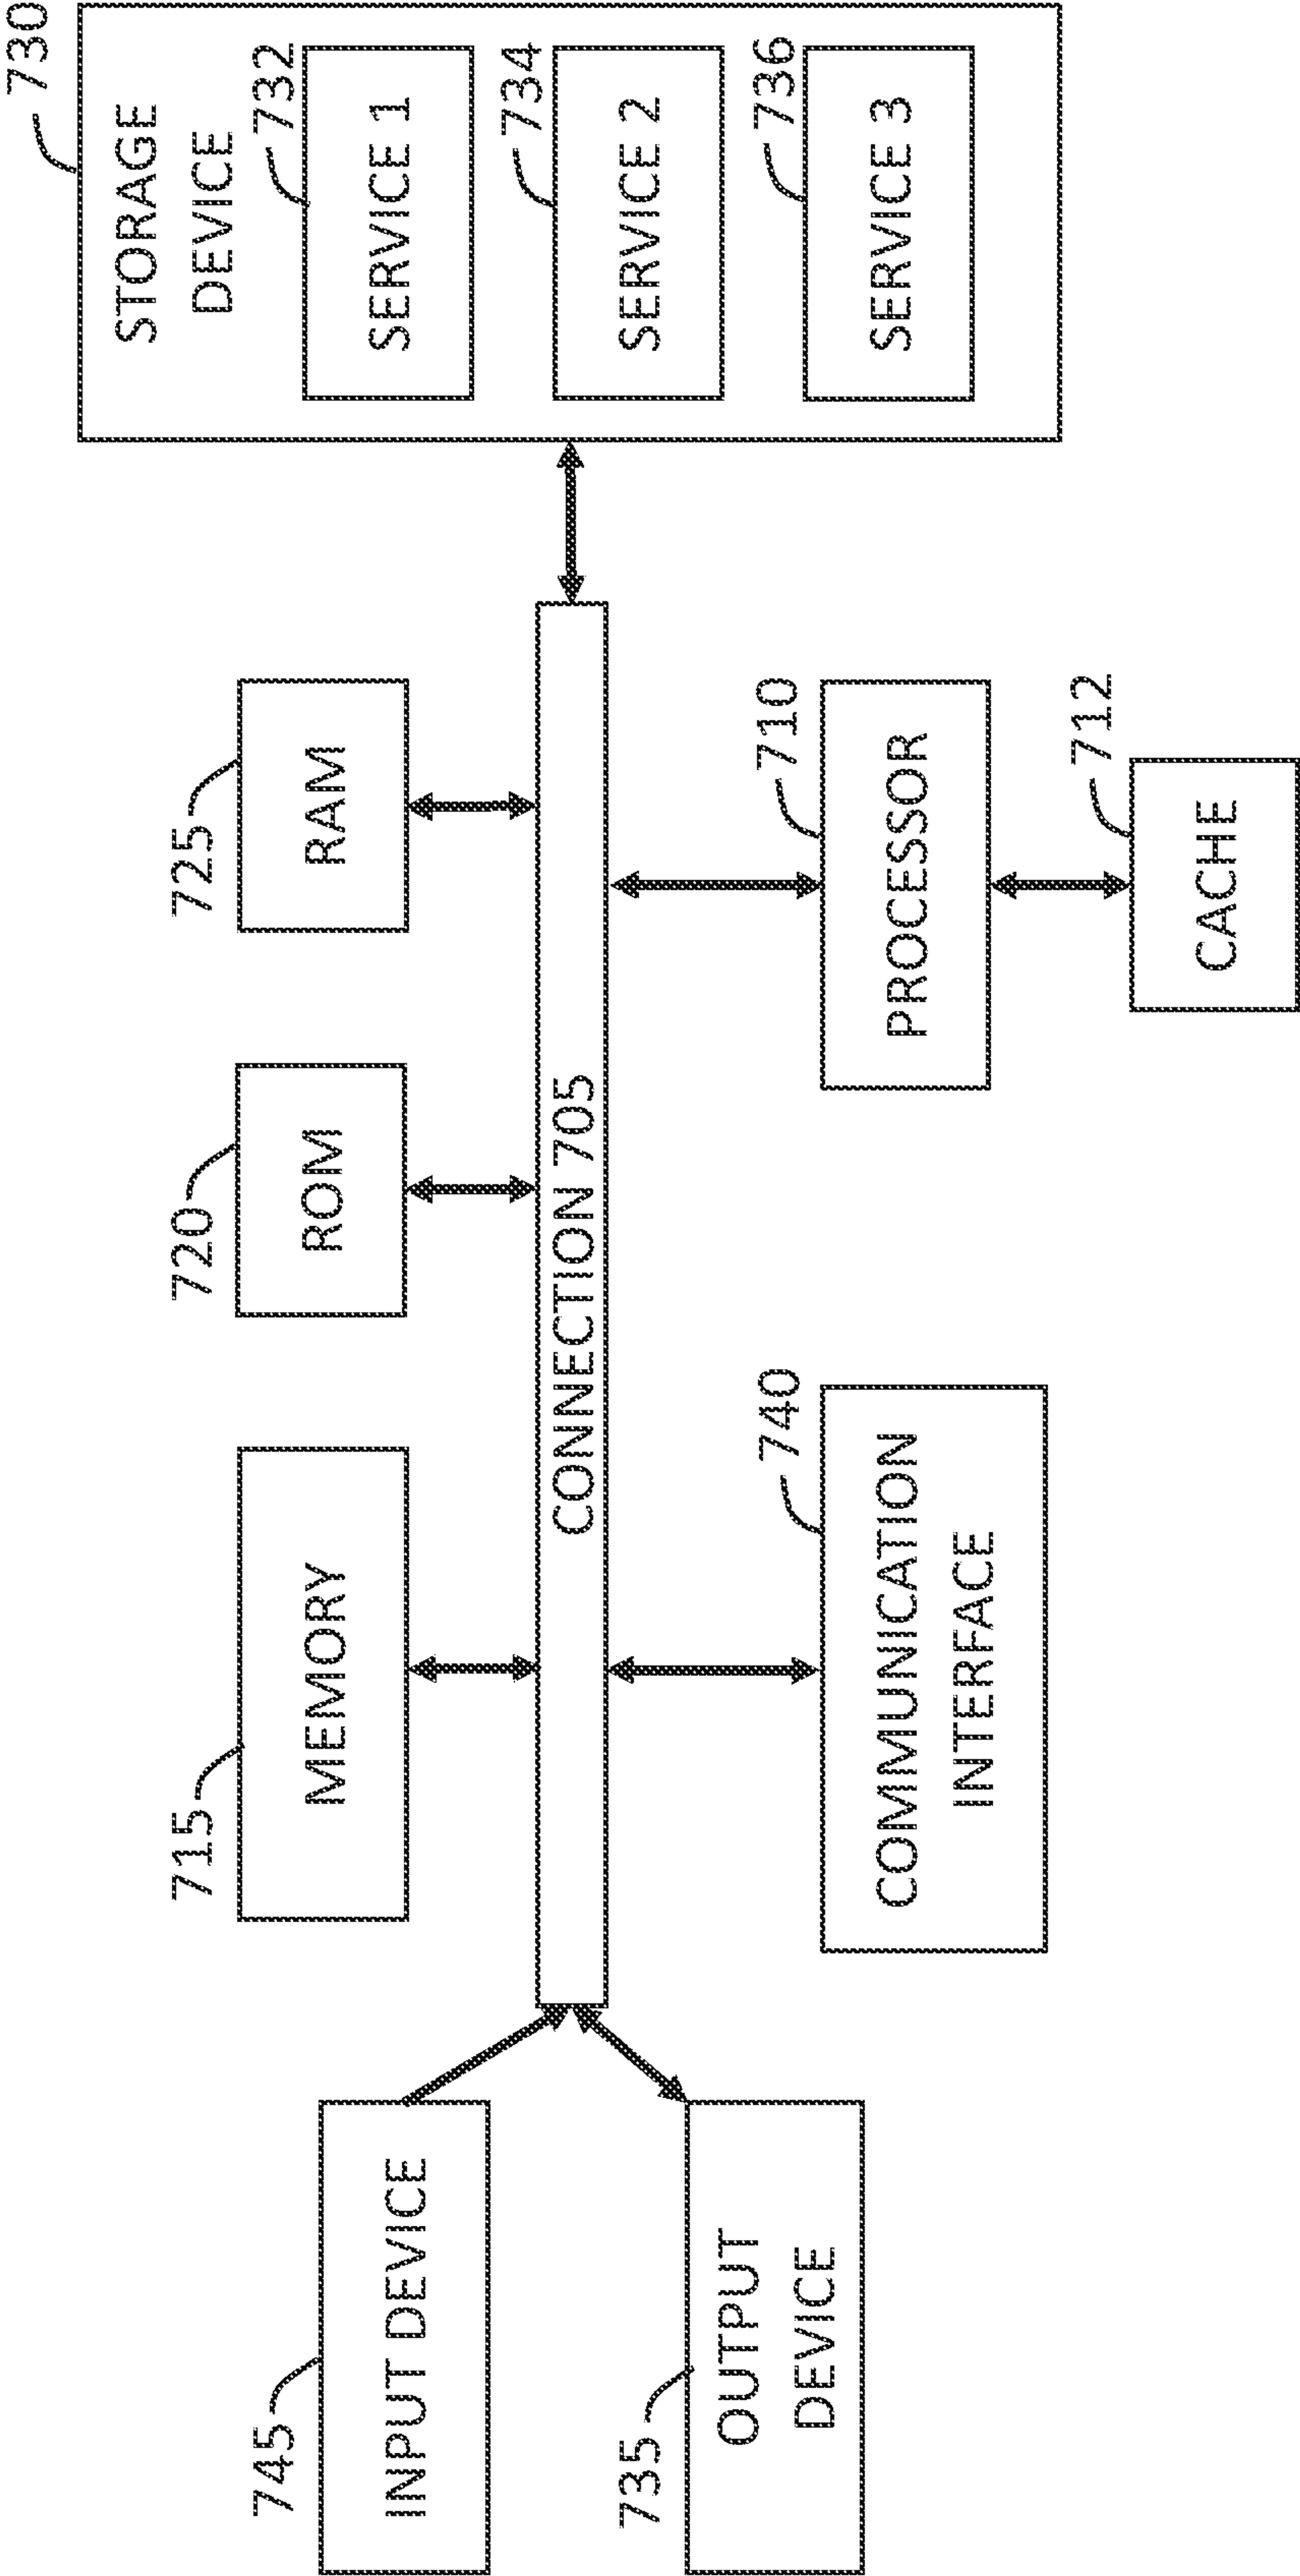 745
INPUT DEVICE
735
OUTPUT
DEVICE
715
MEMORY
720
ROM
725
RAM
CONNECTION 705
740
COMMUNICATION
INTERFACE
710
PROCESSOR
712
CACHE
730
STORAGE
DEVICE
732
SERVICE 1
734
SERVICE 2
736
SERVICE 3